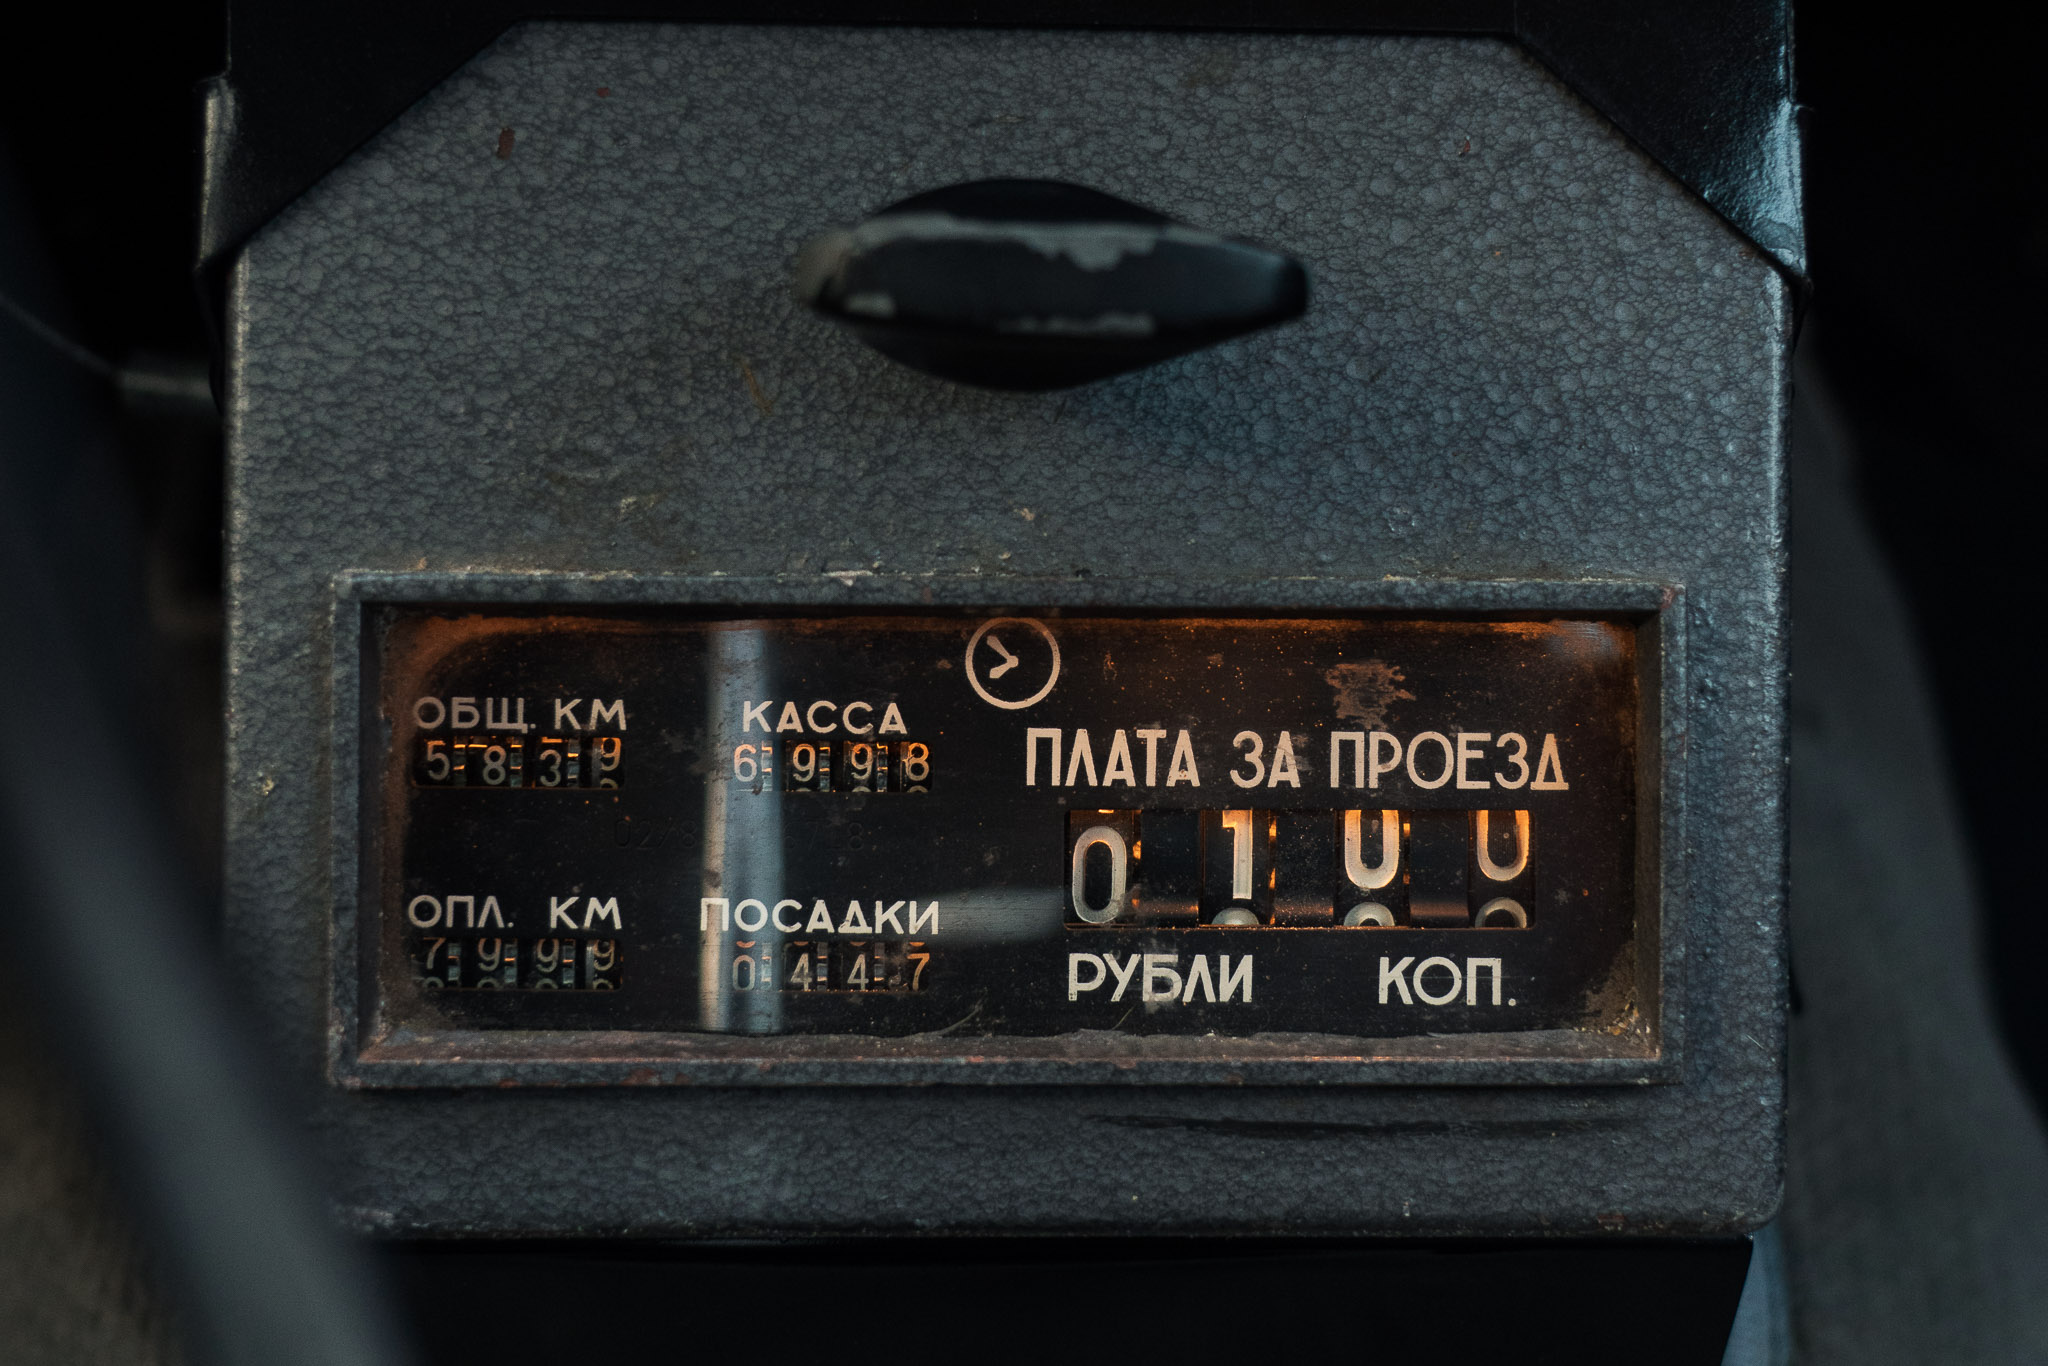 ОБЩ. КМ
5839
КАССА
6998
ПЛАТА ЗА ПРОЕЗД
0100
РУБЛИ КОП.
ОПЛ. КМ
7999
ПОСАДКИ
0447